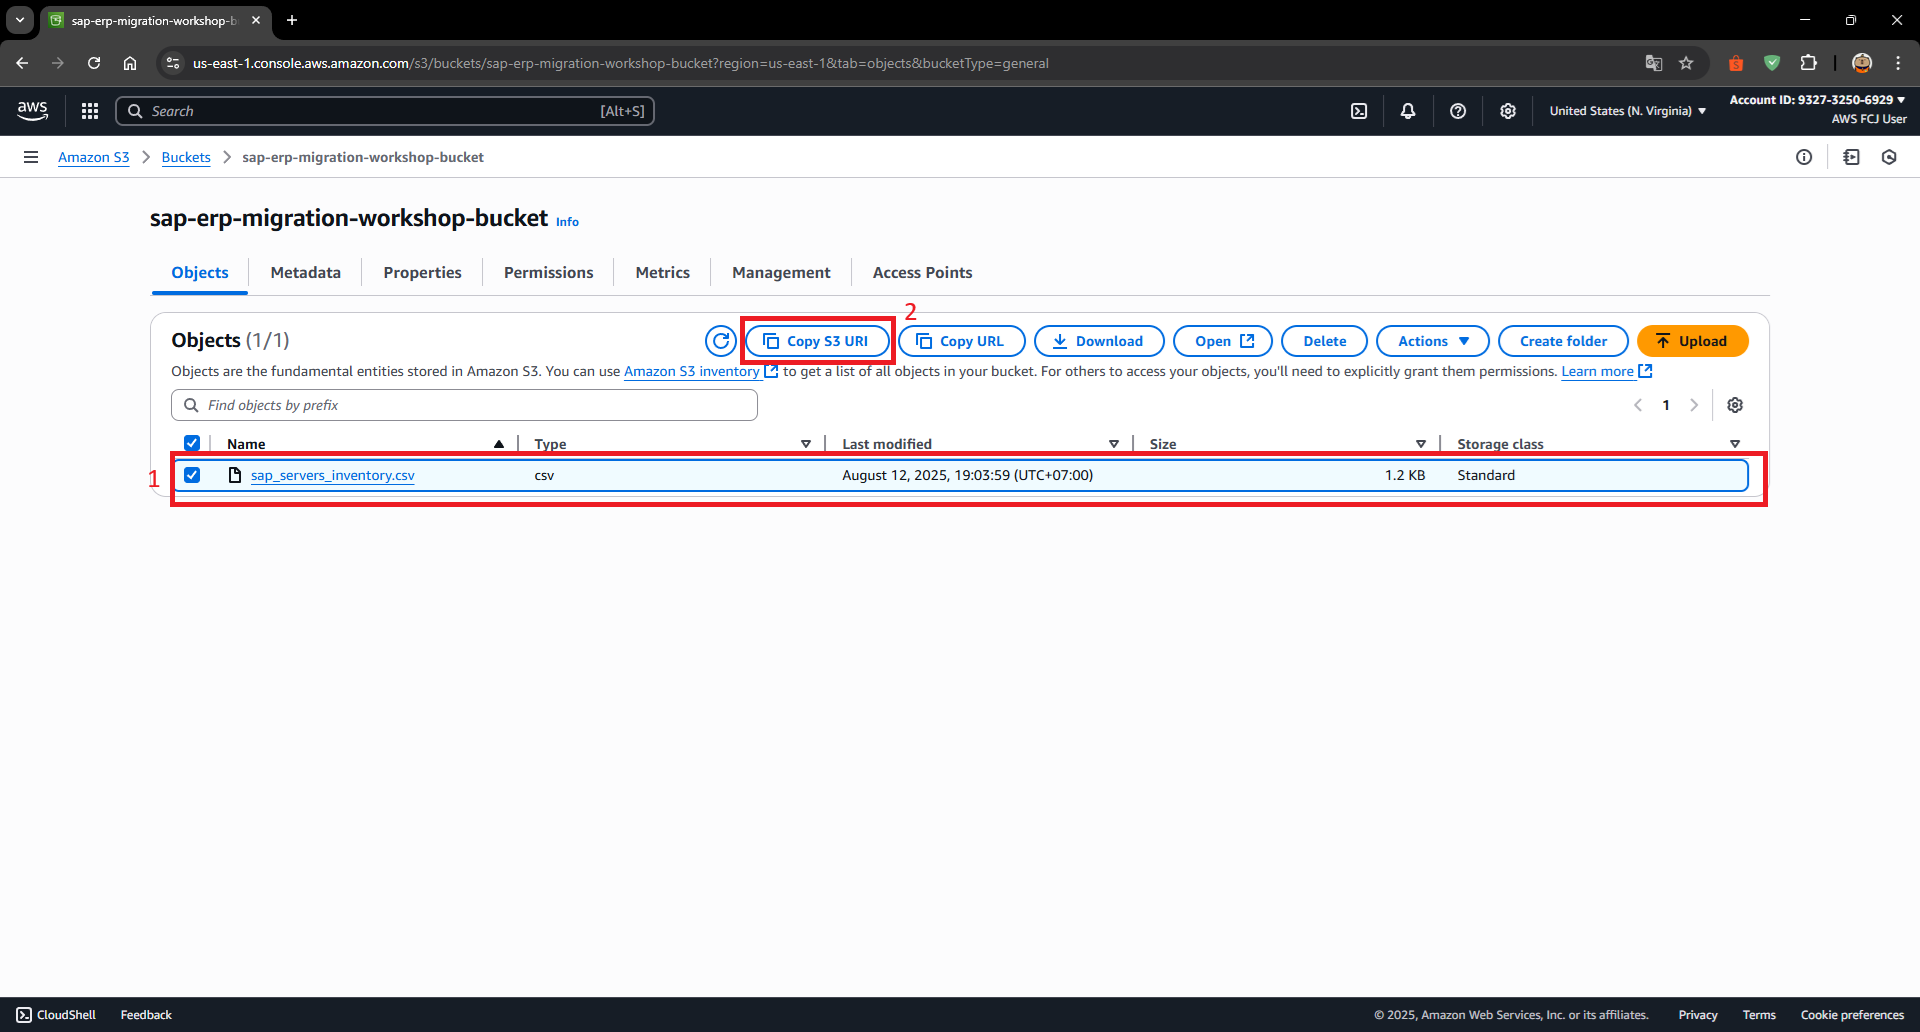 sap-erp-migration-workshop-b
us-east-1.console.aws.amazon.com/s3/buckets/sap-erp-migration-workshop-bucket?region=us-east-1&tab=objects&bucketType=general
aws
Search [Alt+S]
United States (N. Virginia)
Account ID: 9327-3250-6929
AWS FCJ User
Amazon S3 Buckets sap-erp-migration-workshop-bucket
sap-erp-migration-workshop-bucket Info
Objects Metadata Properties Permissions Metrics Management Access Points
2
Objects (1/1) Copy S3 URI Copy URL Download Open Delete Actions Create folder Upload
Objects are the fundamental entities stored in Amazon S3. You can use Amazon S3 inventory to get a list of all objects in your bucket. For others to access your objects, you'll need to explicitly grant them permissions. Learn more
Find objects by prefix 1
Name Type Last modified Size Storage class
1 sap_servers_inventory.csv csv August 12, 2025, 19:03:59 (UTC+07:00) 1.2 KB Standard
CloudShell Feedback © 2025, Amazon Web Services, Inc. or its affiliates. Privacy Terms Cookie preferences